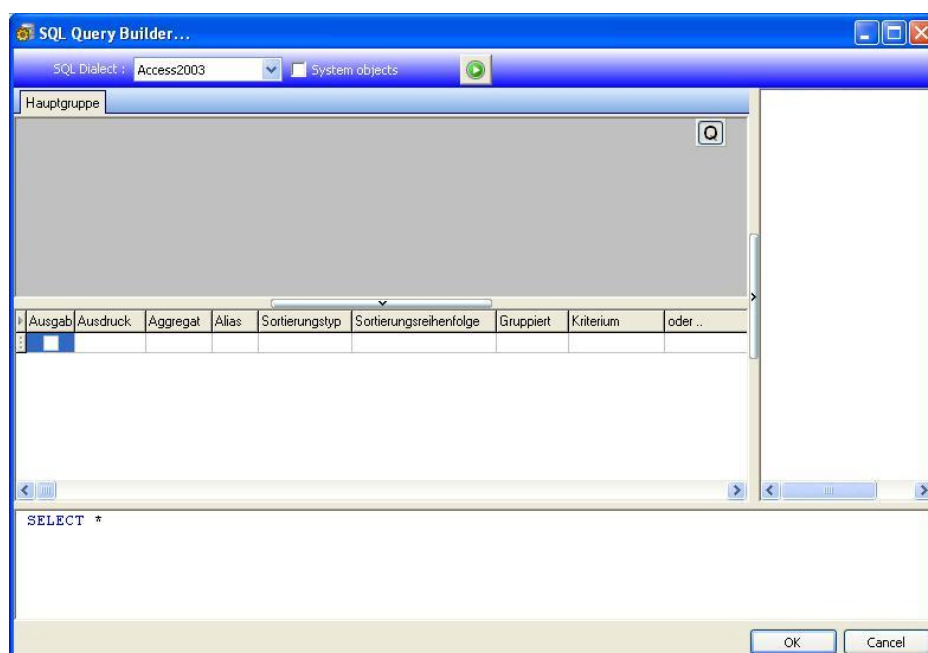 SQL Query Builder...
SQL Dialect : Access2003 System objects
Hauptgruppe
Q
Ausgab Ausdruck Aggregat Alias Sortierungstyp Sortierungsreihenfolge Gruppiert Kriterium oder ..
SELECT *
OK Cancel